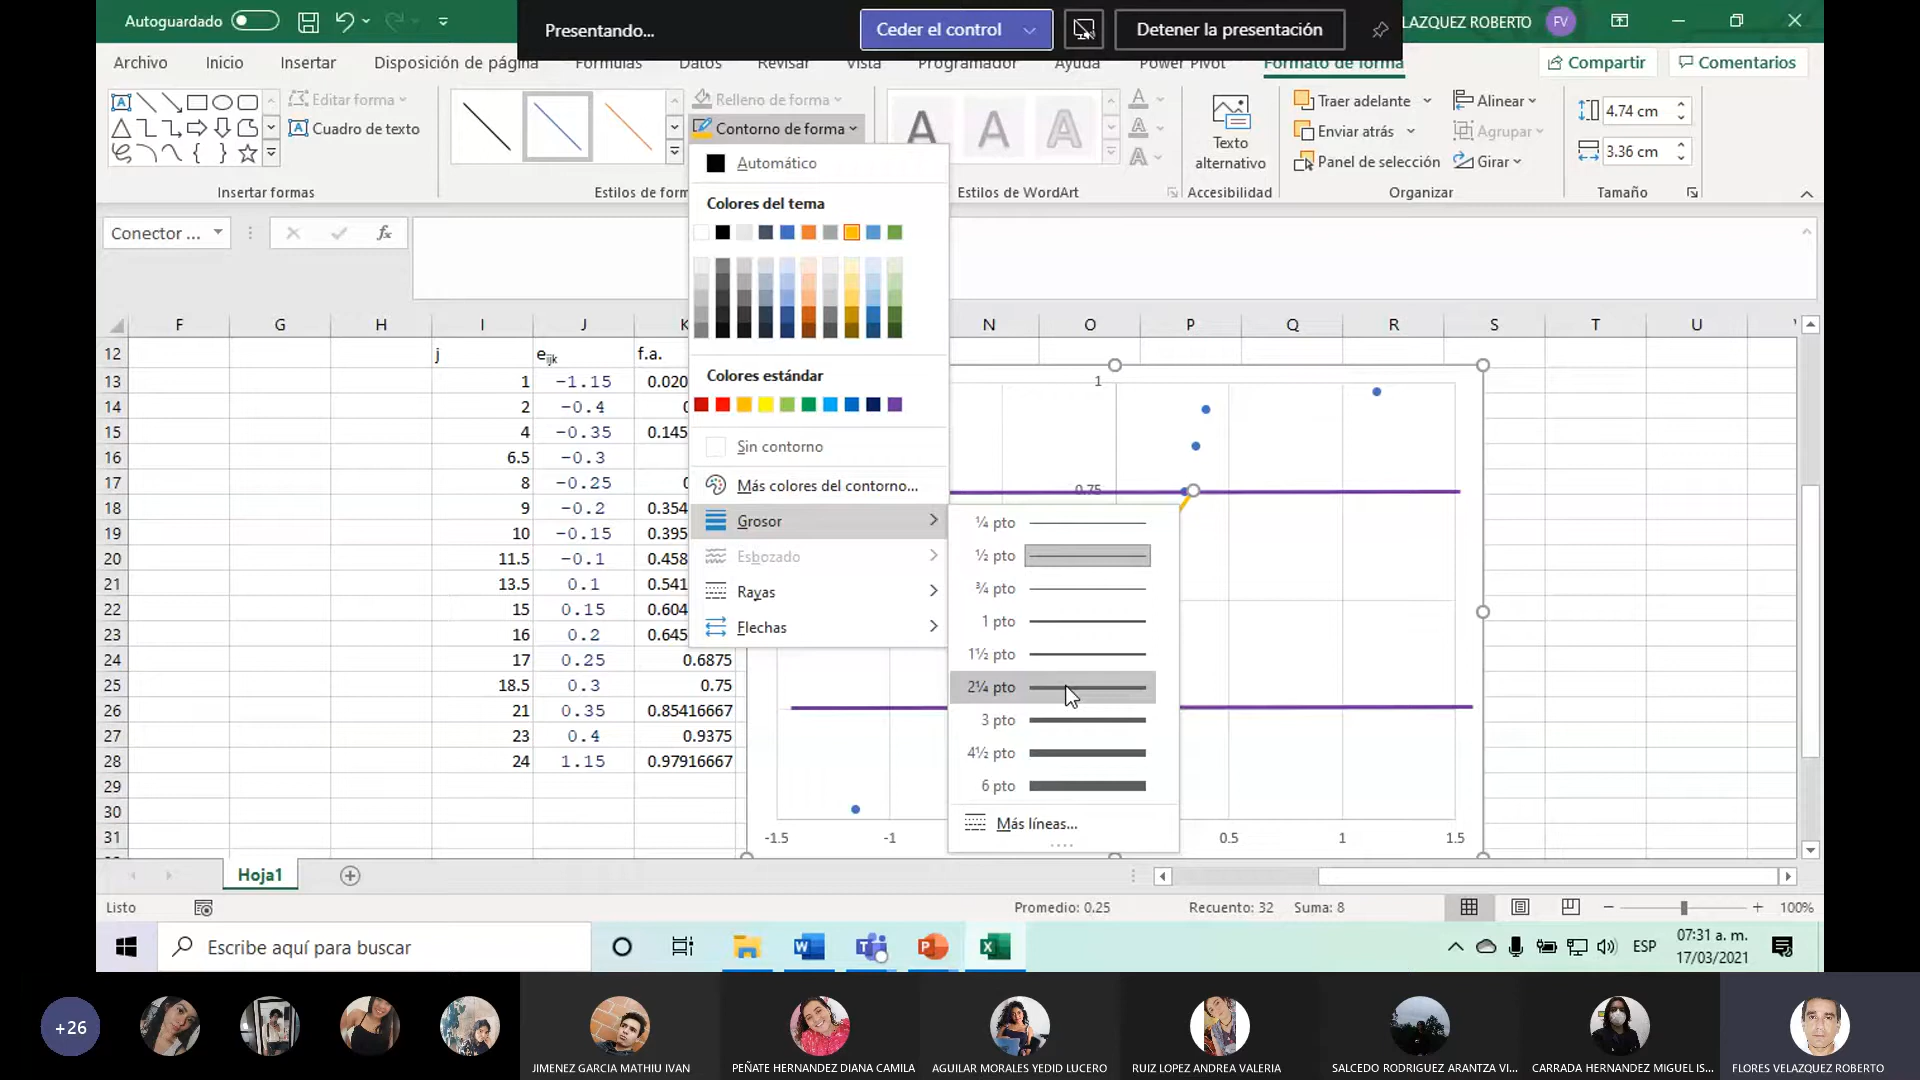 Autoguardado
Presentando...
Ceder el control
Detener la presentación
LAZQUEZ ROBERTO
FV
Archivo
Inicio
Insertar
Disposición de página
Fórmulas
Datos
Revisar
Vista
Programador
Ayuda
Power Pivot
Formato de forma
Compartir
Comentarios
Editar forma
Cuadro de texto
Insertar formas
Relleno de forma
Contorno de forma
Estilos de form
Estilos de WordArt
Texto
alternativo
Accesibilidad
Traer adelante
Enviar atrás
Panel de selección
Alinear
Agrupar
Girar
Organizar
4.74 cm
3.36 cm
Tamaño
Conector ...
fx
Automático
Colores del tema
Colores estándar
Sin contorno
Más colores del contorno...
Grosor
Esbozado
Rayas
Flechas
¼ pto
½ pto
¾ pto
1 pto
1½ pto
2¼ pto
3 pto
4½ pto
6 pto
Más líneas...
F G H I J K N O P Q R S T U
12 j eijk f.a.
13 1 -1.15 0.020
14 2 -0.4 0
15 4 -0.35 0.145
16 6.5 -0.3
17 8 -0.25 0
18 9 -0.2 0.354
19 10 -0.15 0.395
20 11.5 -0.1 0.458
21 13.5 0.1 0.541
22 15 0.15 0.604
23 16 0.2 0.645
24 17 0.25 0.6875
25 18.5 0.3 0.75
26 21 0.35 0.85416667
27 23 0.4 0.9375
28 24 1.15 0.97916667
29
30
31
1
0.75
-1.5 -1 0.5 1 1.5
Hoja1
Listo
Promedio: 0,25
Recuento: 32
Suma: 8
100%
Escribe aquí para buscar
ESP
07:31 a. m.
17/03/2021
+26
JIMENEZ GARCIA MATHIU IVAN
PEÑATE HERNANDEZ DIANA CAMILA
AGUILAR MORALES YEDID LUCERO
RUIZ LOPEZ ANDREA VALERIA
SALCEDO RODRIGUEZ ARANTZA VI...
CARRADA HERNANDEZ MIGUEL IS...
FLORES VELAZQUEZ ROBERTO